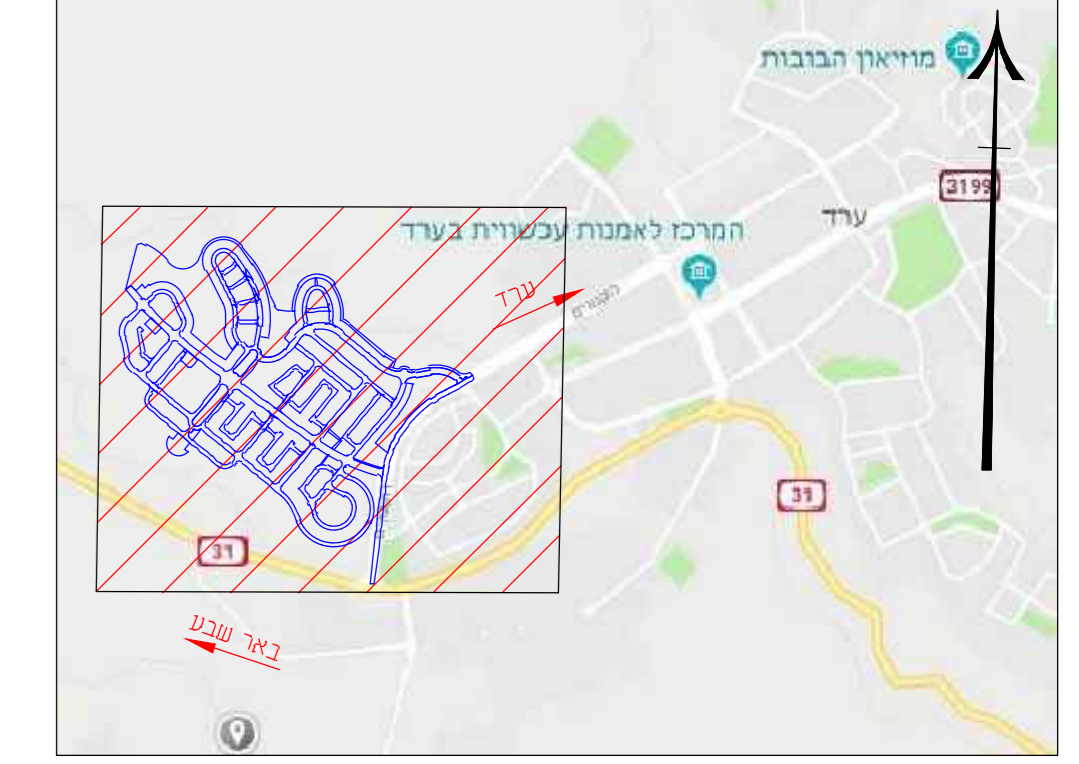 מוזיאון הבובות
3199
ערד
המרכז לאמנות עכשווית בערד
ערד
31
31
באר שבע